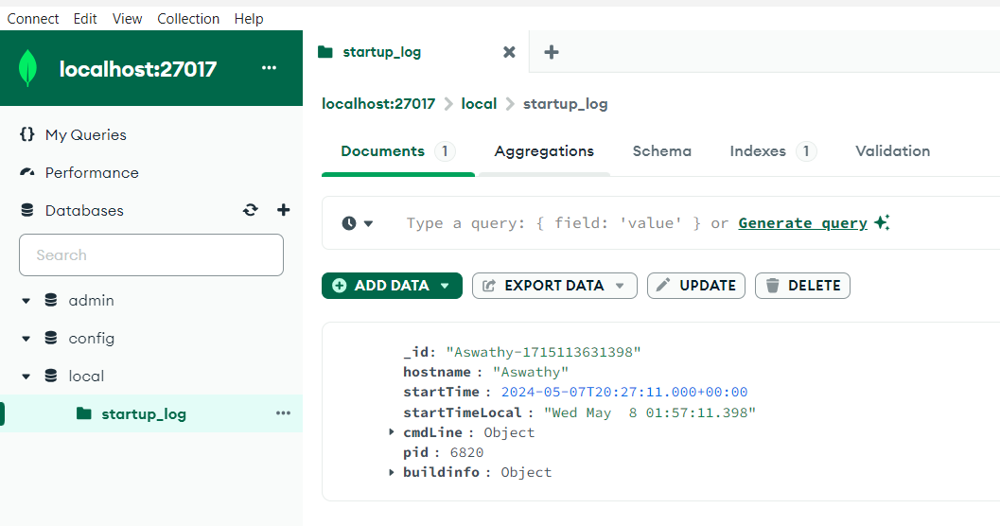 Connect Edit View Collection Help
localhost:27017 ...
{} My Queries
Performance
Databases
Search
admin
config
local
startup_log ...
startup_log
localhost:27017 > local > startup_log
Documents 1 Aggregations Schema Indexes 1 Validation
Type a query: { field: 'value' } or Generate query
ADD DATA EXPORT DATA UPDATE DELETE
_id: "Aswathy-1715113631398"
hostname : "Aswathy"
startTime : 2024-05-07T20:27:11.000+00:00
startTimeLocal : "Wed May  8 01:57:11.398"
cmdLine : Object
pid : 6820
buildinfo : Object